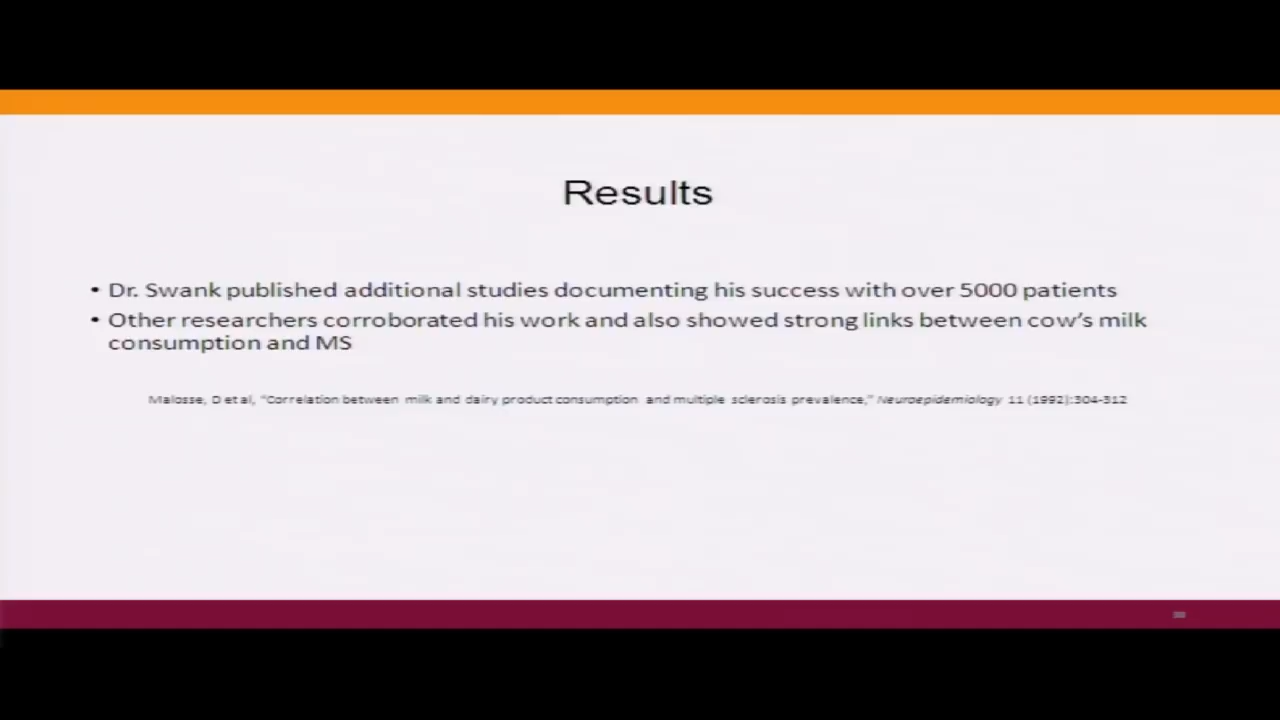 Results
• Dr. Swank published additional studies documenting his success with over 5000 patients
• Other researchers corroborated his work and also showed strong links between cow’s milk
consumption and MS
Malosse, D et al, “Correlation between milk and dairy product consumption and multiple sclerosis prevalence,” Neuroepidemiology 11 (1992):304-312